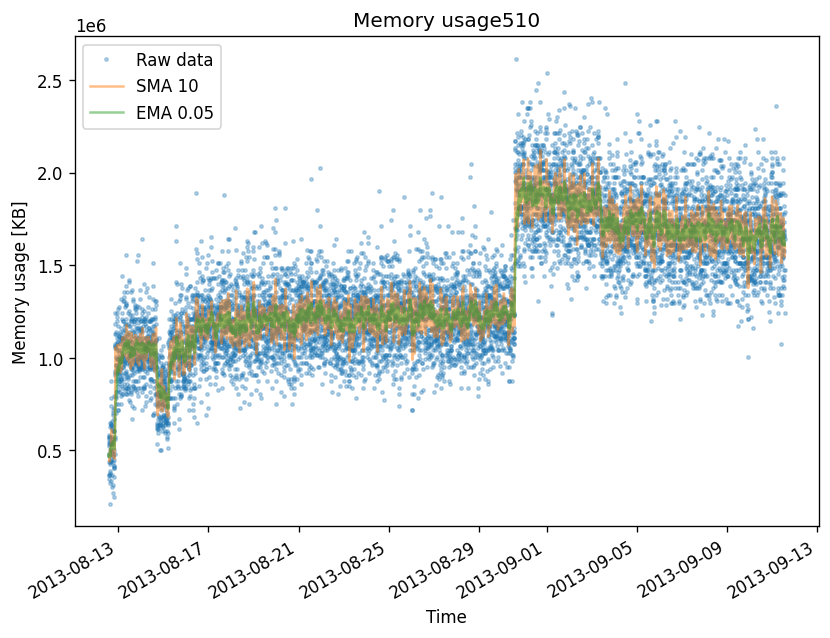 Memory usage510
1e6
Raw data
SMA 10
EMA 0.05
2.5
2.0
1.5
1.0
0.5
Memory usage [KB]
2013-08-13
2013-08-17
2013-08-21
2013-08-25
2013-08-29
2013-09-01
2013-09-05
2013-09-09
2013-09-13
Time